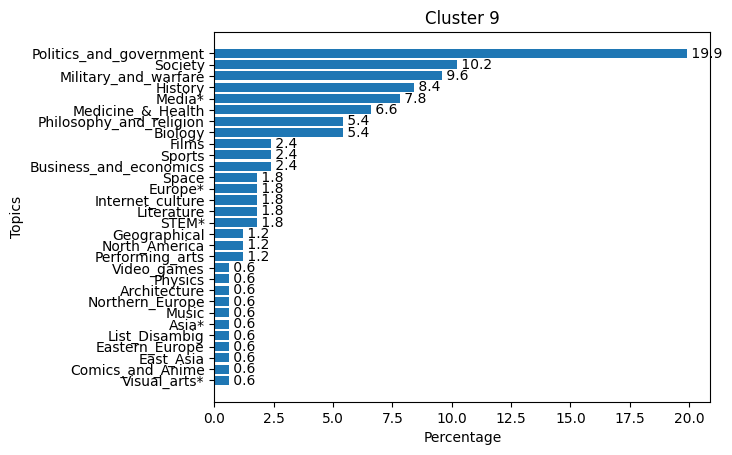 Cluster 9
Politics_and_government 19.9
Society 10.2
Military_and_warfare 9.6
History 8.4
Media* 7.8
Medicine_&_Health 6.6
Philosophy_and_religion 5.4
Biology 5.4
Films 2.4
Sports 2.4
Business_and_economics 2.4
Space 1.8
Europe* 1.8
Internet_culture 1.8
Literature 1.8
STEM* 1.8
Geographical 1.2
North_America 1.2
Performing_arts 1.2
Video_games 0.6
Physics 0.6
Architecture 0.6
Northern_Europe 0.6
Music 0.6
Asia* 0.6
List_Disambig 0.6
Eastern_Europe 0.6
East_Asia 0.6
Comics_and_Anime 0.6
Visual_arts* 0.6
Topics
0.0 2.5 5.0 7.5 10.0 12.5 15.0 17.5 20.0
Percentage